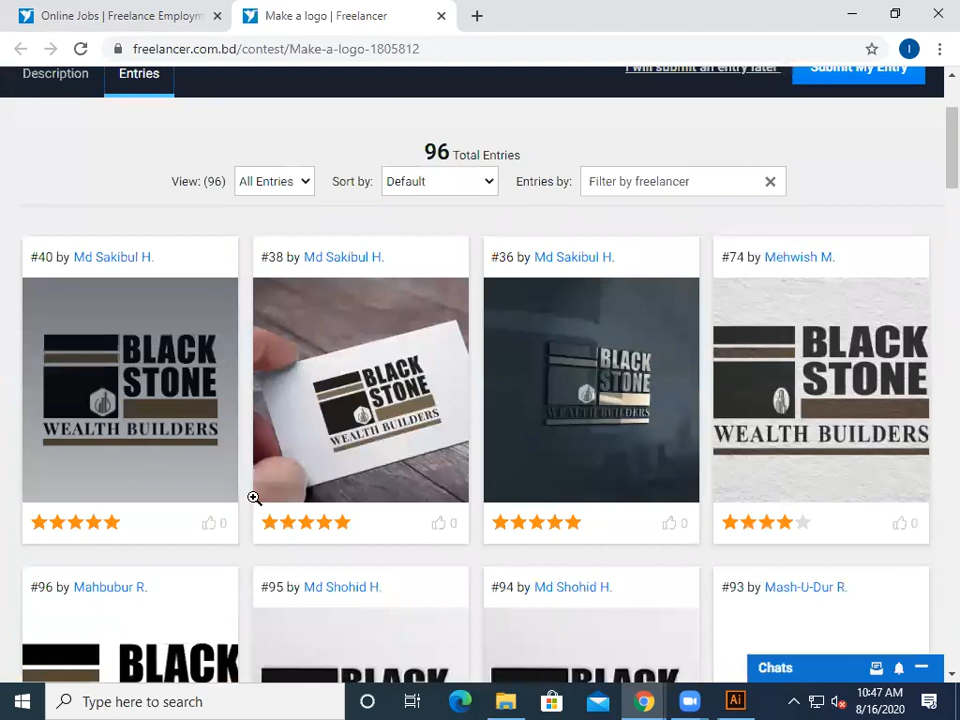 Online Jobs | Freelance Employm
Make a logo | Freelancer
freelancer.com.bd/contest/Make-a-logo-1805812
I
Description
Entries
I will submit an entry later
Submit My Entry
96 Total Entries
View: (96)
All Entries
Sort by:
Default
Entries by:
Filter by freelancer
#40 by Md Sakibul H.
BLACK
STONE
WEALTH BUILDERS
0
#38 by Md Sakibul H.
BLACK
STONE
WEALTH BUILDERS
0
#36 by Md Sakibul H.
BLACK
STONE
WEALTH BUILDERS
0
#74 by Mehwish M.
BLACK
STONE
WEALTH BUILDERS
0
#96 by Mahbubur R.
BLACK
#95 by Md Shohid H.
BLACK
#94 by Md Shohid H.
BLACK
#93 by Mash-U-Dur R.
Chats
Type here to search
Ai
10:47 AM
8/16/2020